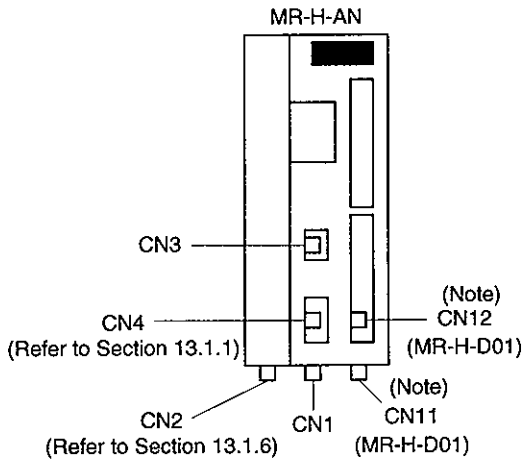 MR-H-AN
CN3
CN4
(Refer to Section 13.1.1)
(Note)
CN12
(MR-H-D01)
CN2
(Refer to Section 13.1.6)
CN1
(Note)
CN11
(MR-H-D01)